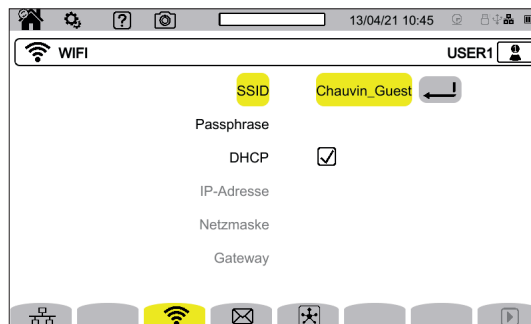 13/04/21 10:45
WIFI USER1
SSID Chauvin_Guest
Passphrase
DHCP
IP-Adresse
Netzmaske
Gateway